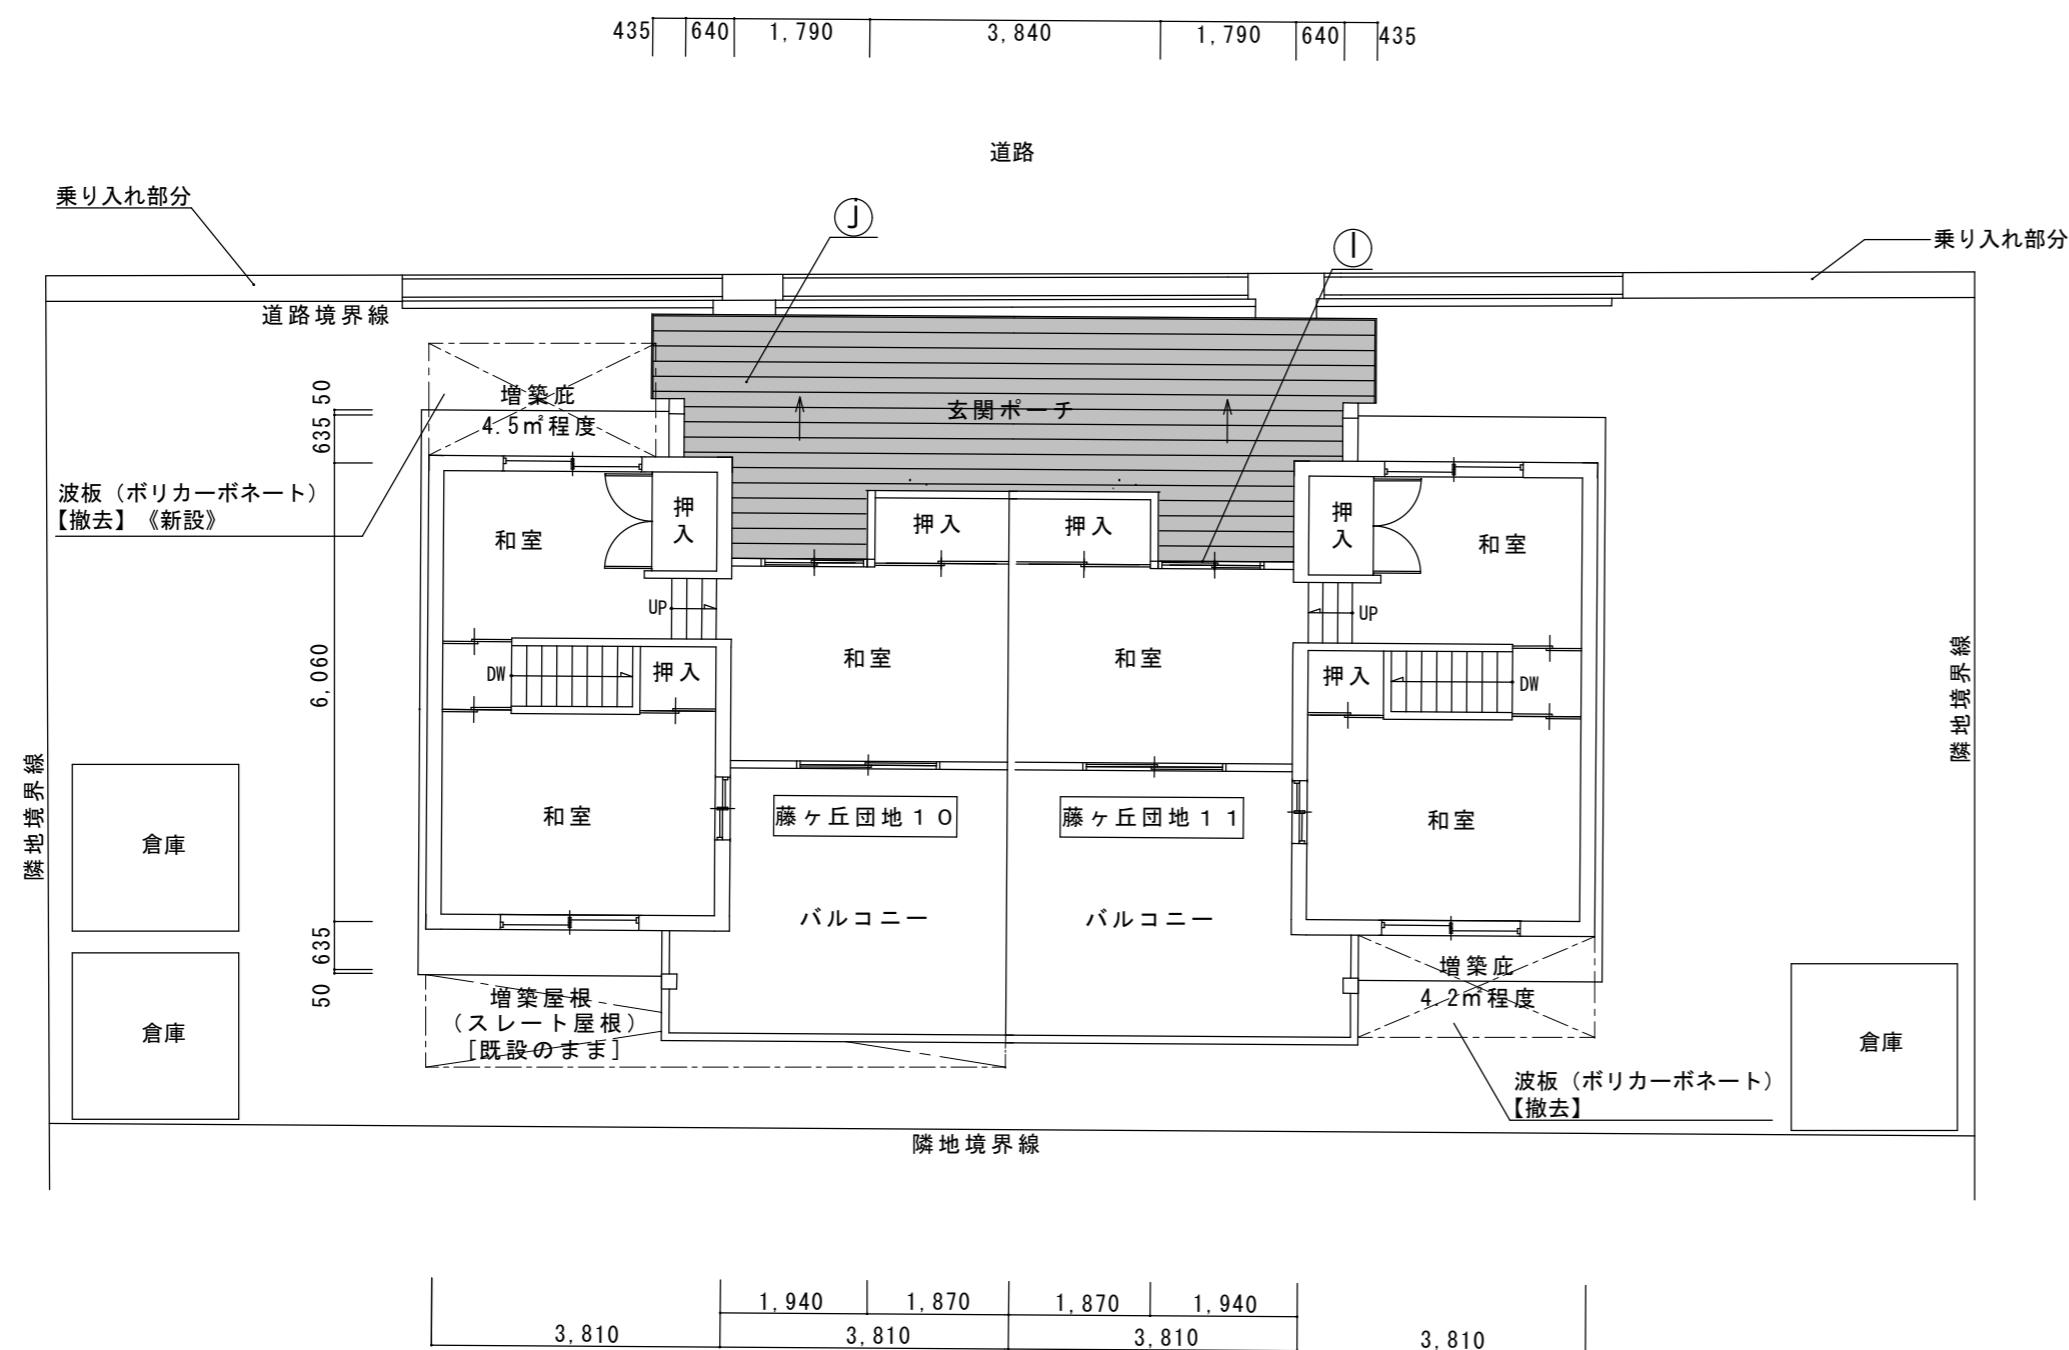 435 640 1,790 3,840 1,790 640 435
道路
乗り入れ部分
ⓙ
Ⓘ
乗り入れ部分
道路境界線
50
635
6,060
635
50
増築庇
4.5㎡程度
玄関ポーチ
波板（ボリカーボネート）
【撤去】《新設》
和室
押入
押入
押入
押入
和室
UP
UP
和室
和室
DW
押入
押入
DW
隣地境界線
隣地境界線
和室
藤ヶ丘団地１０
藤ヶ丘団地１１
和室
倉庫
バルコニー
バルコニー
増築庇
4.2㎡程度
増築屋根
（スレート屋根）
[既設のまま]
倉庫
倉庫
波板（ボリカーボネート）
【撤去】
隣地境界線
1,940 1,870 1,870 1,940
3,810 3,810 3,810 3,810